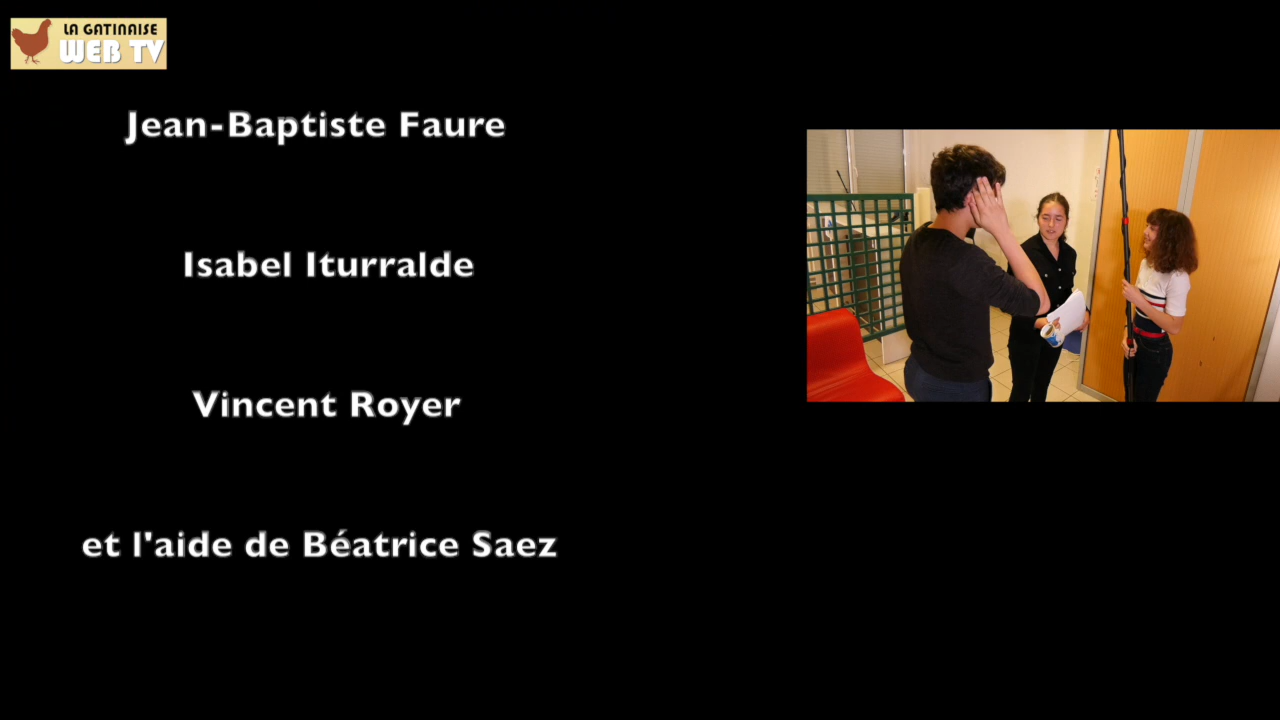 LA GATINAISE
WEB TV
Jean-Baptiste Faure
Isabel Iturralde
Vincent Royer
et l'aide de Béatrice Saez